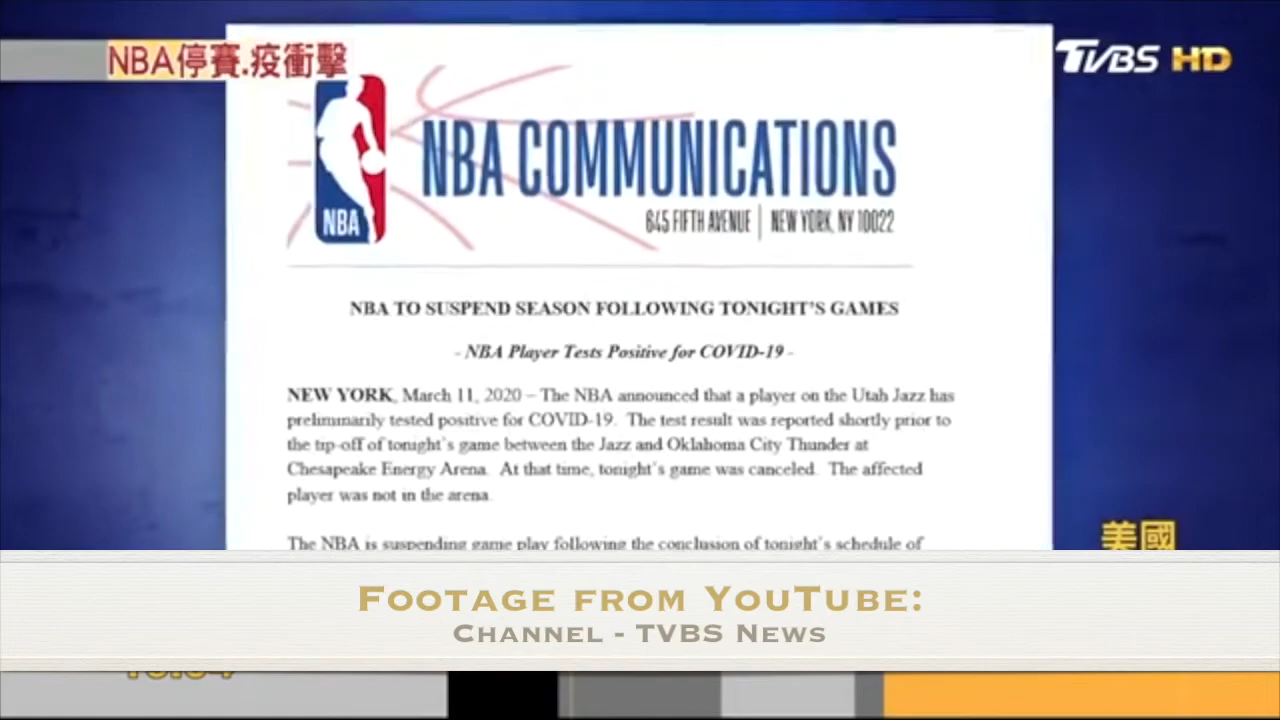 NBA停賽.疫衝擊
TVBS HD
NBA COMMUNICATIONS
NBA
645 FIFTH AVENUE | NEW YORK, NY 10022
NBA TO SUSPEND SEASON FOLLOWING TONIGHT'S GAMES
- NBA Player Tests Positive for COVID-19 -
NEW YORK, March 11, 2020 – The NBA announced that a player on the Utah Jazz has
preliminarily tested positive for COVID-19. The test result was reported shortly prior to
the tip-off of tonight's game between the Jazz and Oklahoma City Thunder at
Chesapeake Energy Arena. At that time, tonight's game was canceled. The affected
player was not in the arena.
The NBA is suspending game play following the conclusion of tonight's schedule of
美國
Footage from YouTube:
Channel - TVBS News